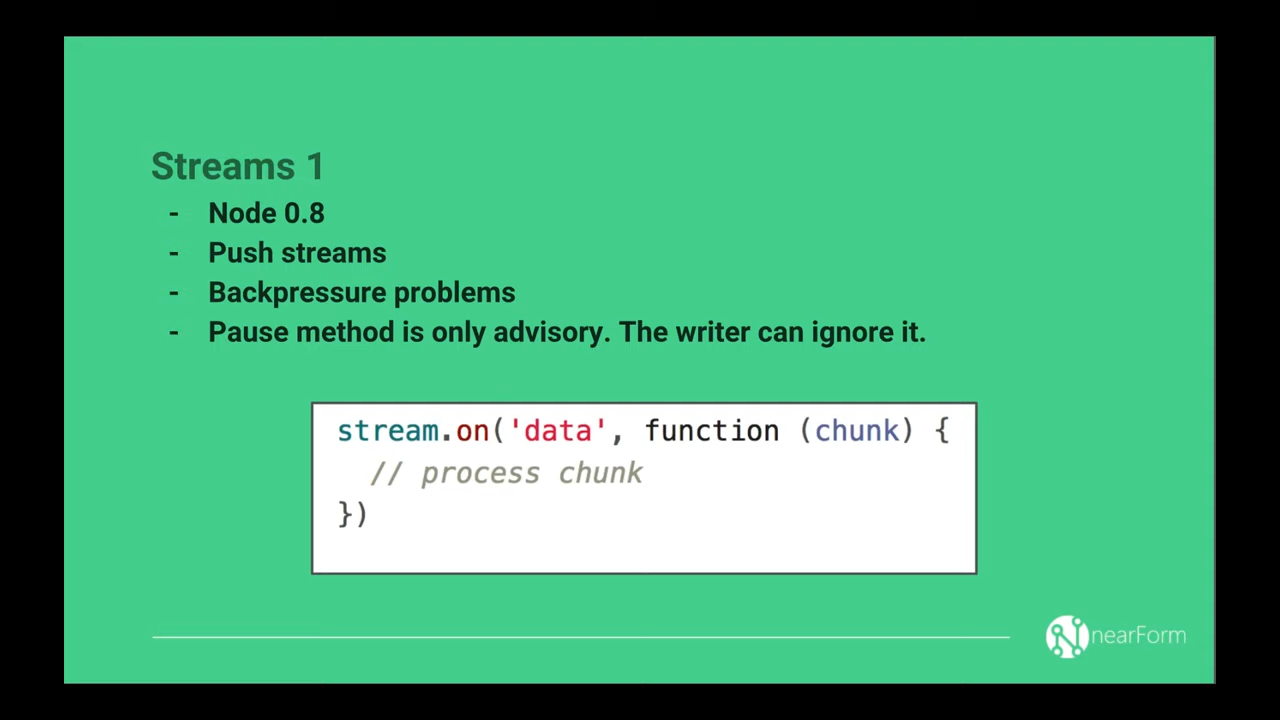 Streams 1
- Node 0.8
- Push streams
- Backpressure problems
- Pause method is only advisory. The writer can ignore it.
stream.on('data', function (chunk) {
  // process chunk
})
nearForm